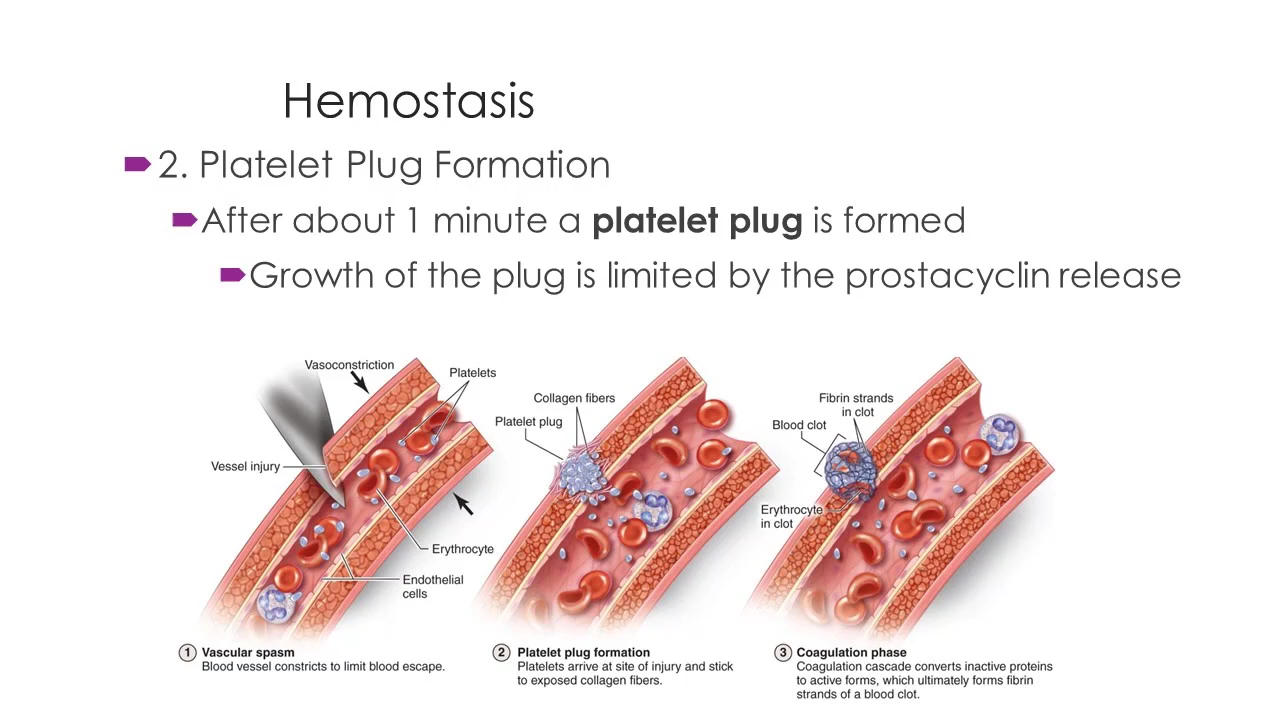 Hemostasis
2. Platelet Plug Formation
After about 1 minute a platelet plug is formed
Growth of the plug is limited by the prostacyclin release
Vasoconstriction
Platelets
Vessel injury
Erythrocyte
Endothelial
cells
Collagen fibers
Platelet plug
Fibrin strands
in clot
Blood clot
Erythrocyte
in clot
1 Vascular spasm
Blood vessel constricts to limit blood escape.
2 Platelet plug formation
Platelets arrive at site of injury and stick
to exposed collagen fibers.
3 Coagulation phase
Coagulation cascade converts inactive proteins
to active forms, which ultimately forms fibrin
strands of a blood clot.